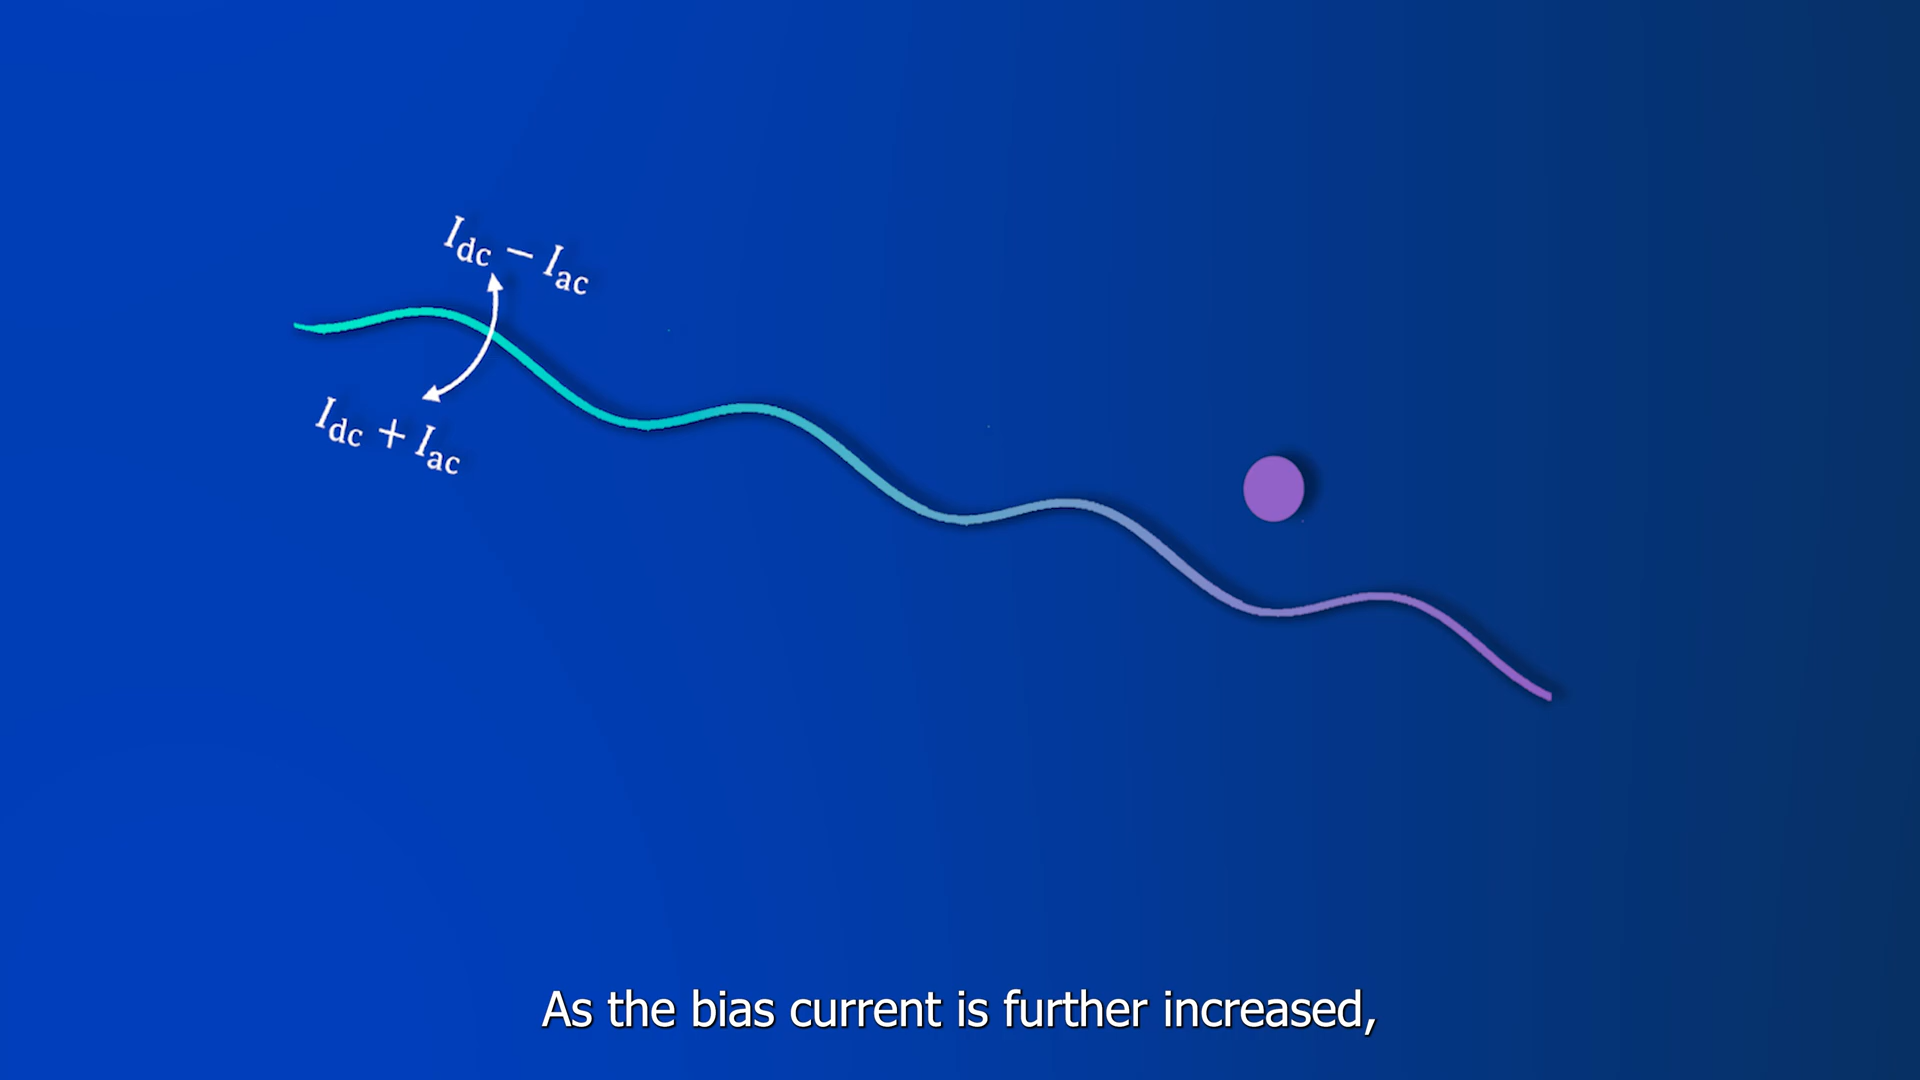 I_dc − I_ac
I_dc + I_ac
As the bias current is further increased,